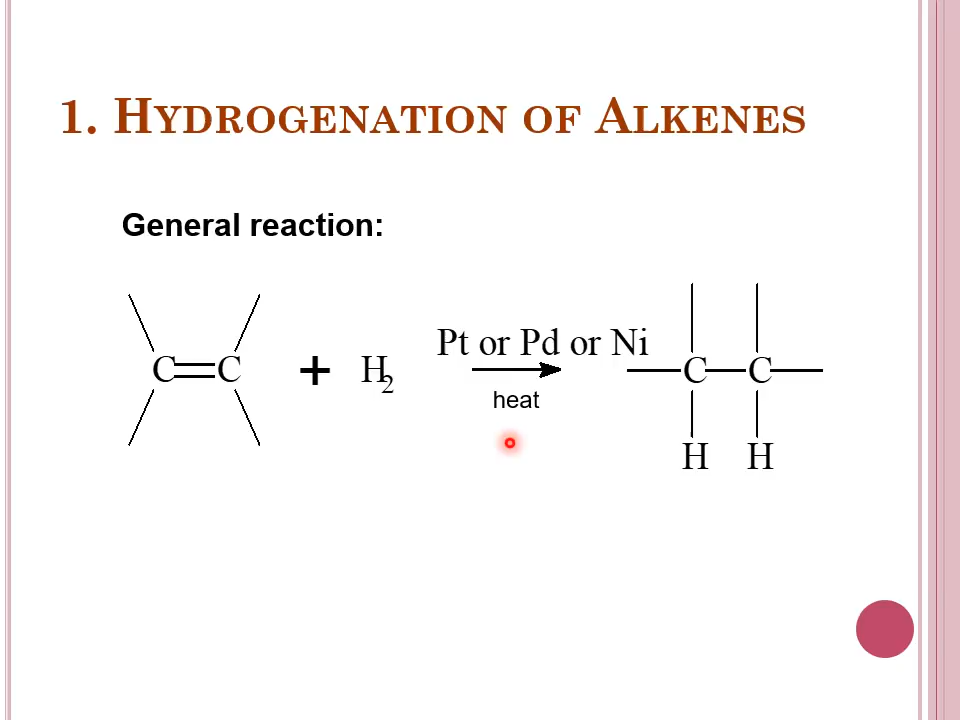 1. HYDROGENATION OF ALKENES
General reaction:
C=C + H2 Pt or Pd or Ni C C
heat
H H